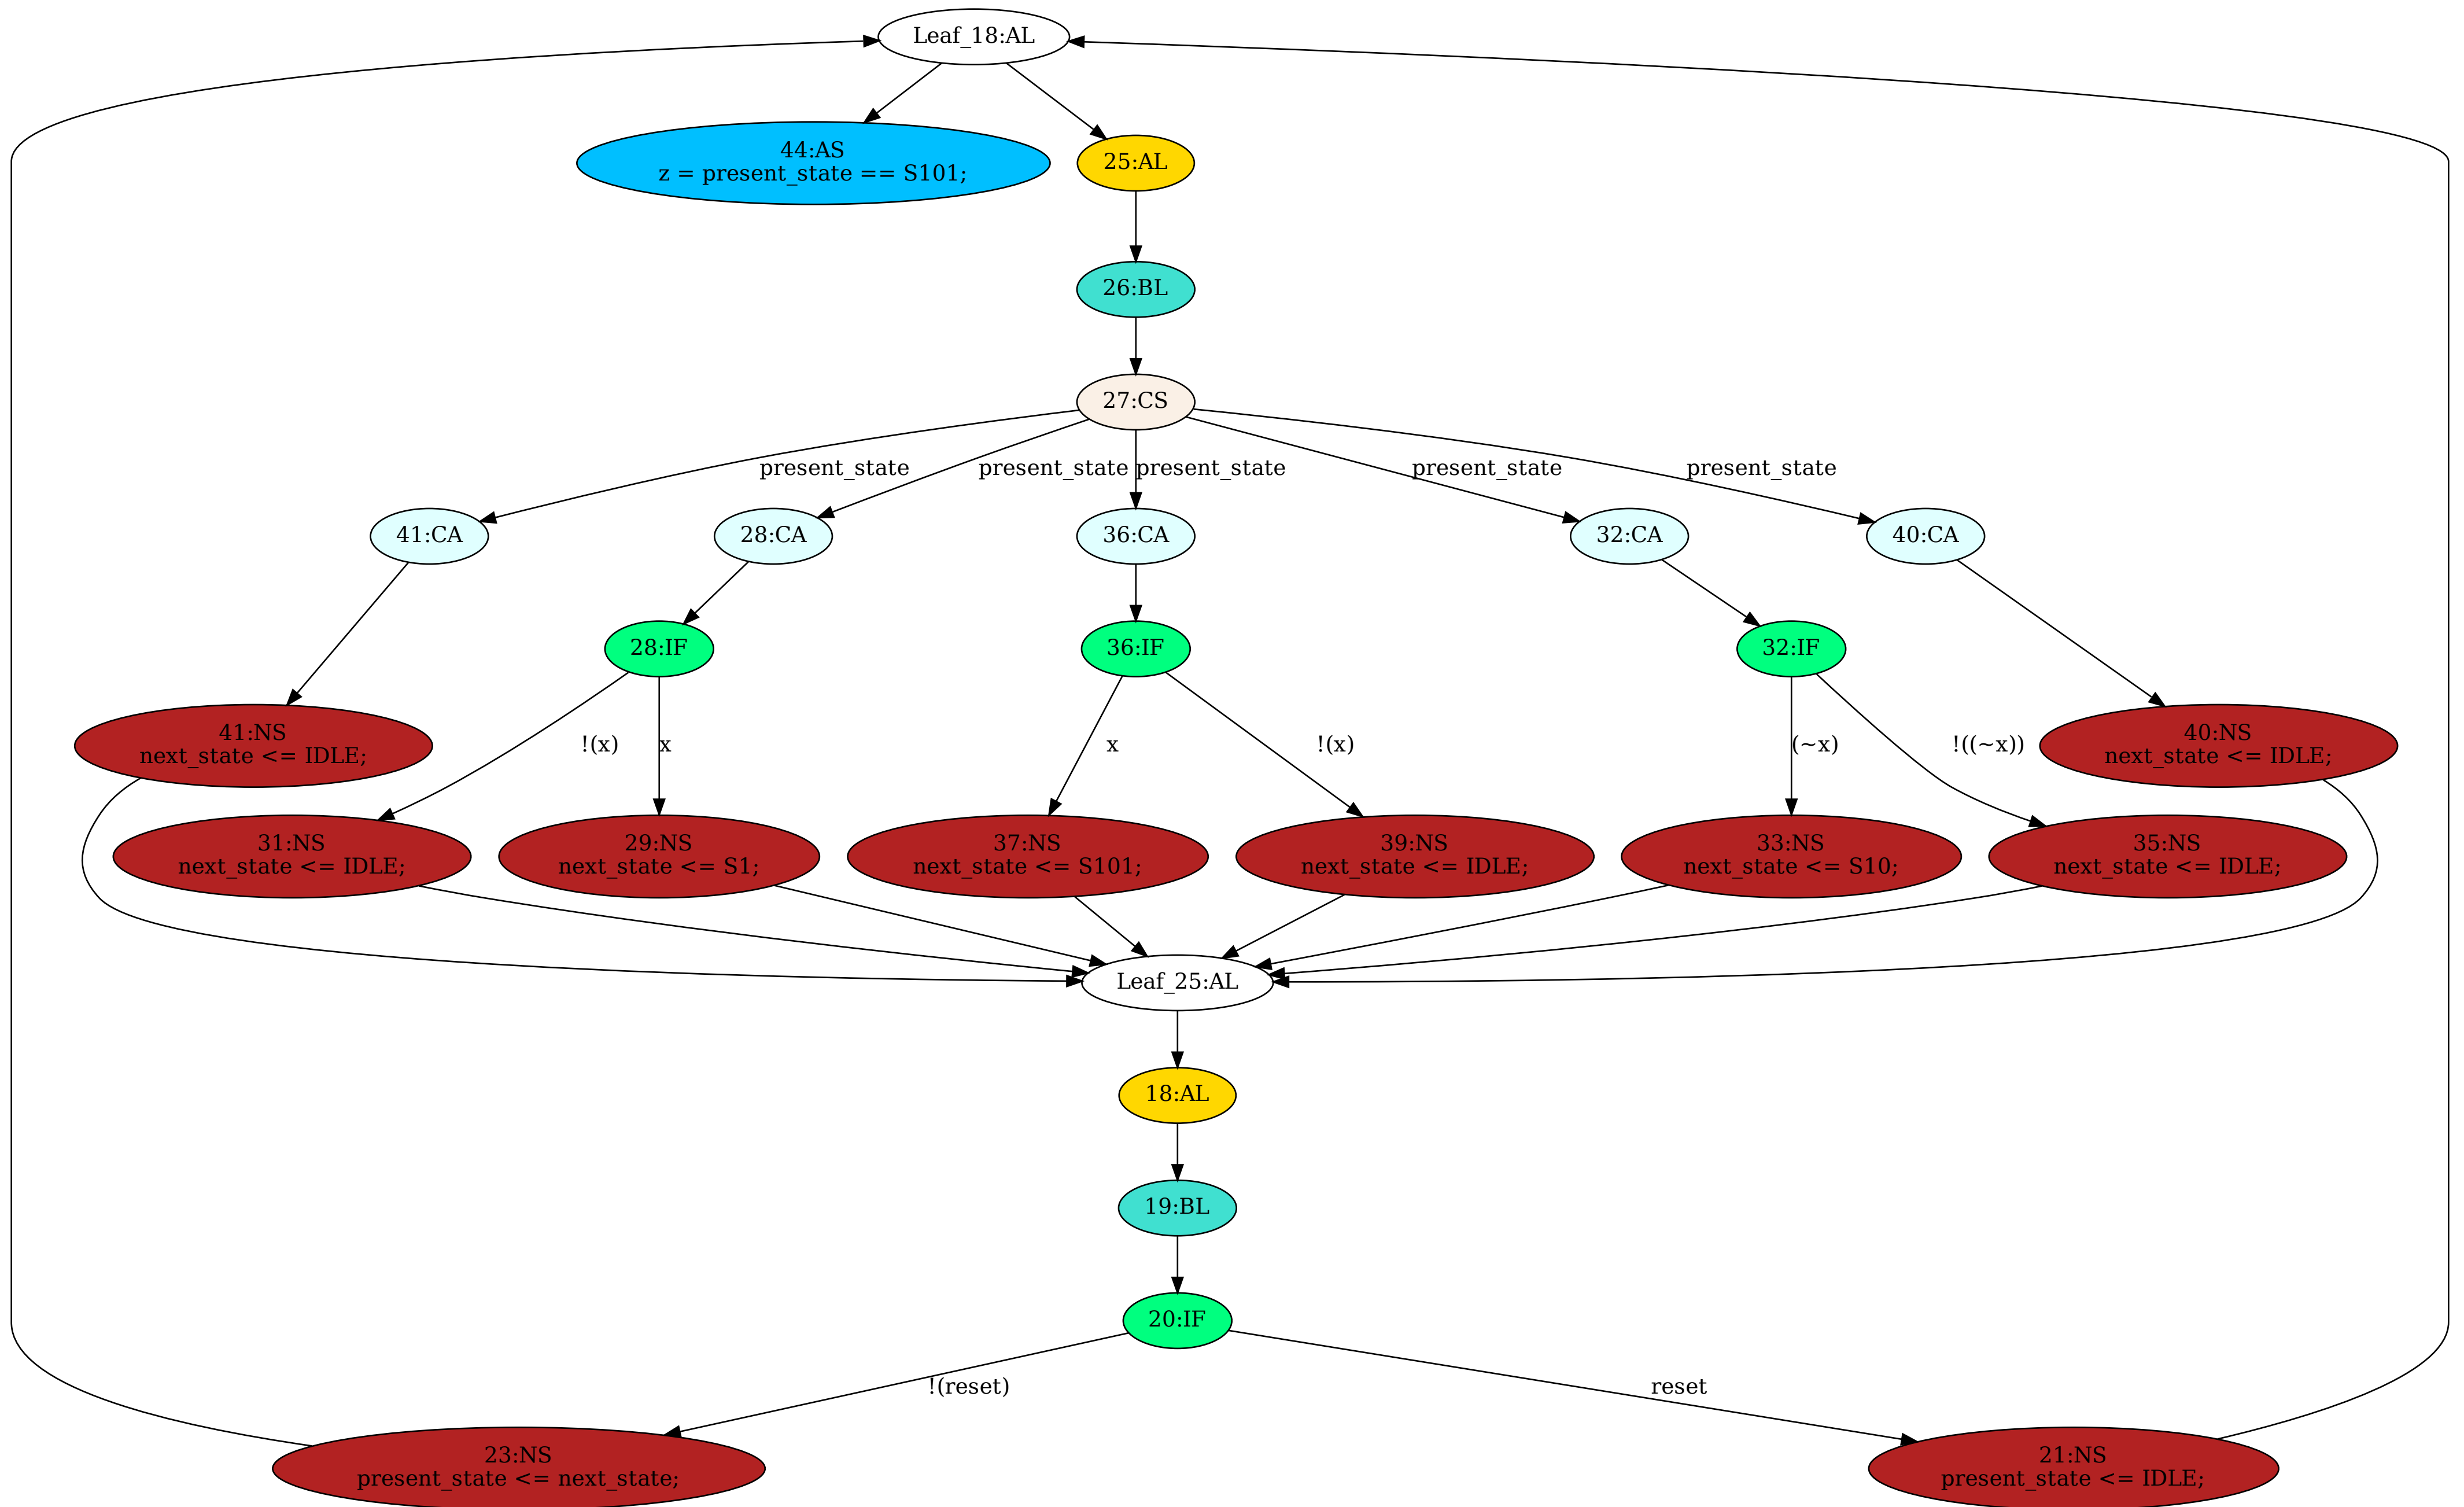 Leaf_18:AL
44:AS
z = present_state == S101;
25:AL
26:BL
27:CS
present_state
present_state
present_state
present_state
present_state
41:CA
28:CA
36:CA
32:CA
40:CA
28:IF
36:IF
32:IF
41:NS
next_state <= IDLE;
!(x)
x
x
!(x)
(~x)
!((~x))
40:NS
next_state <= IDLE;
31:NS
next_state <= IDLE;
29:NS
next_state <= S1;
37:NS
next_state <= S101;
39:NS
next_state <= IDLE;
33:NS
next_state <= S10;
35:NS
next_state <= IDLE;
Leaf_25:AL
18:AL
19:BL
20:IF
!(reset)
reset
23:NS
present_state <= next_state;
21:NS
present_state <= IDLE;